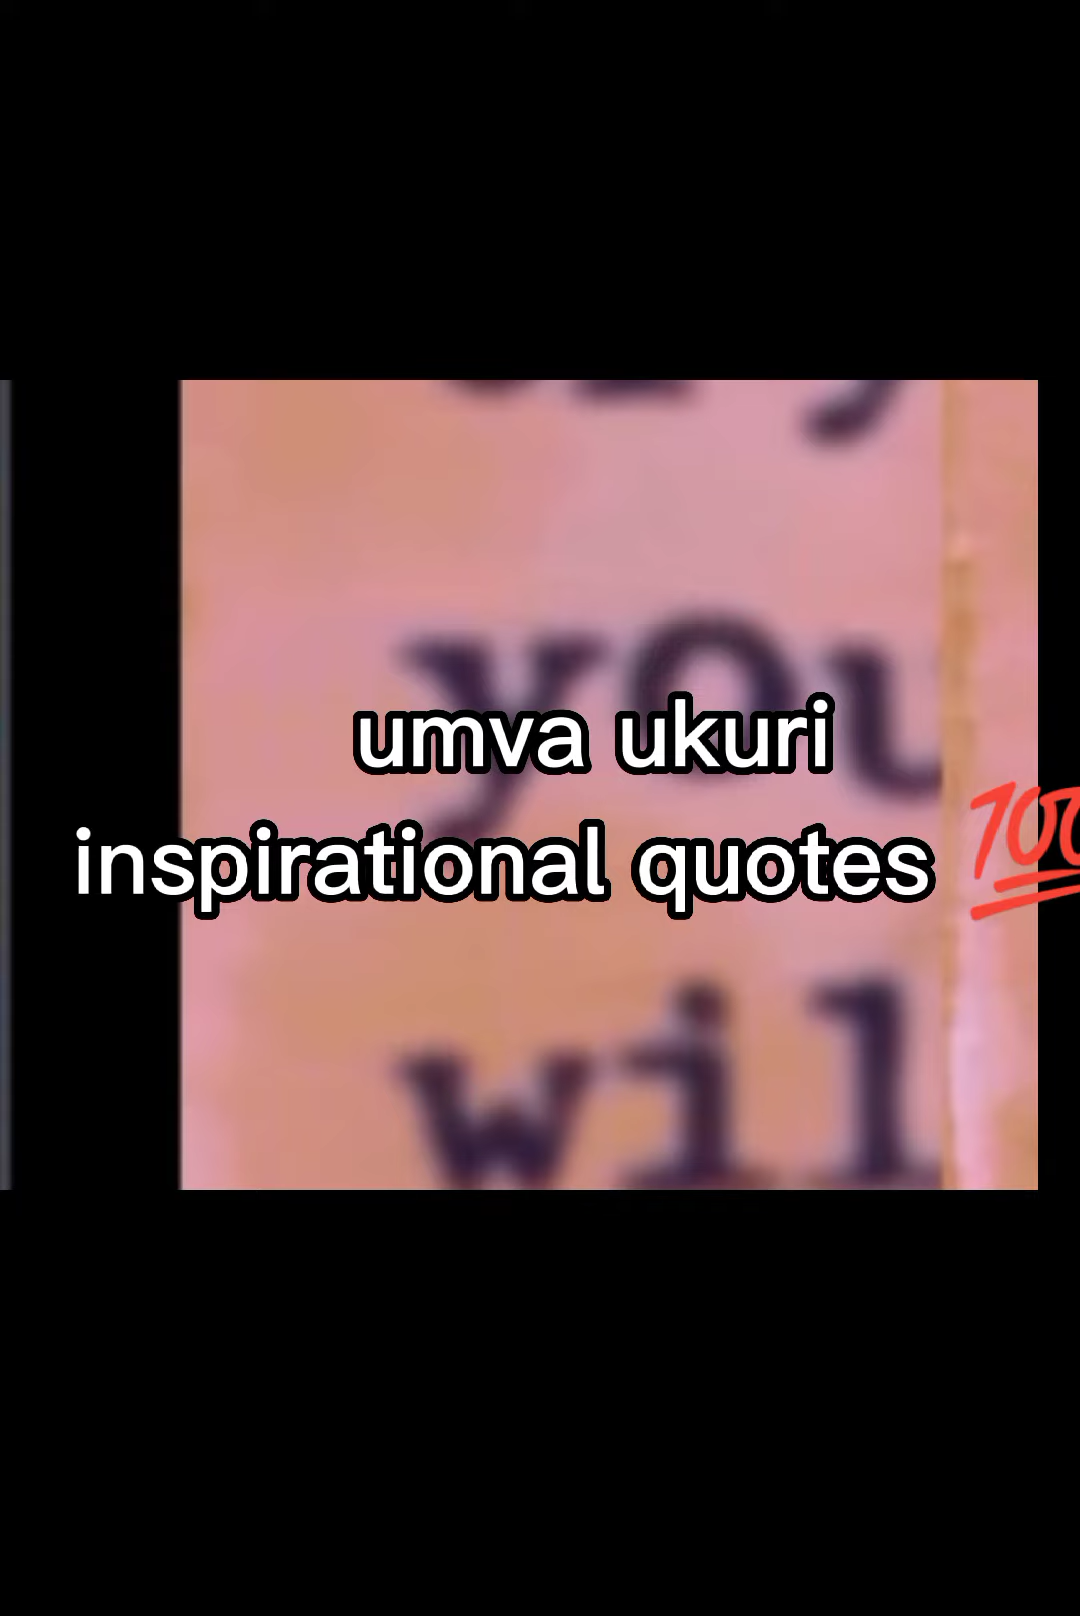 you
umva ukuri
inspirational quotes 💯